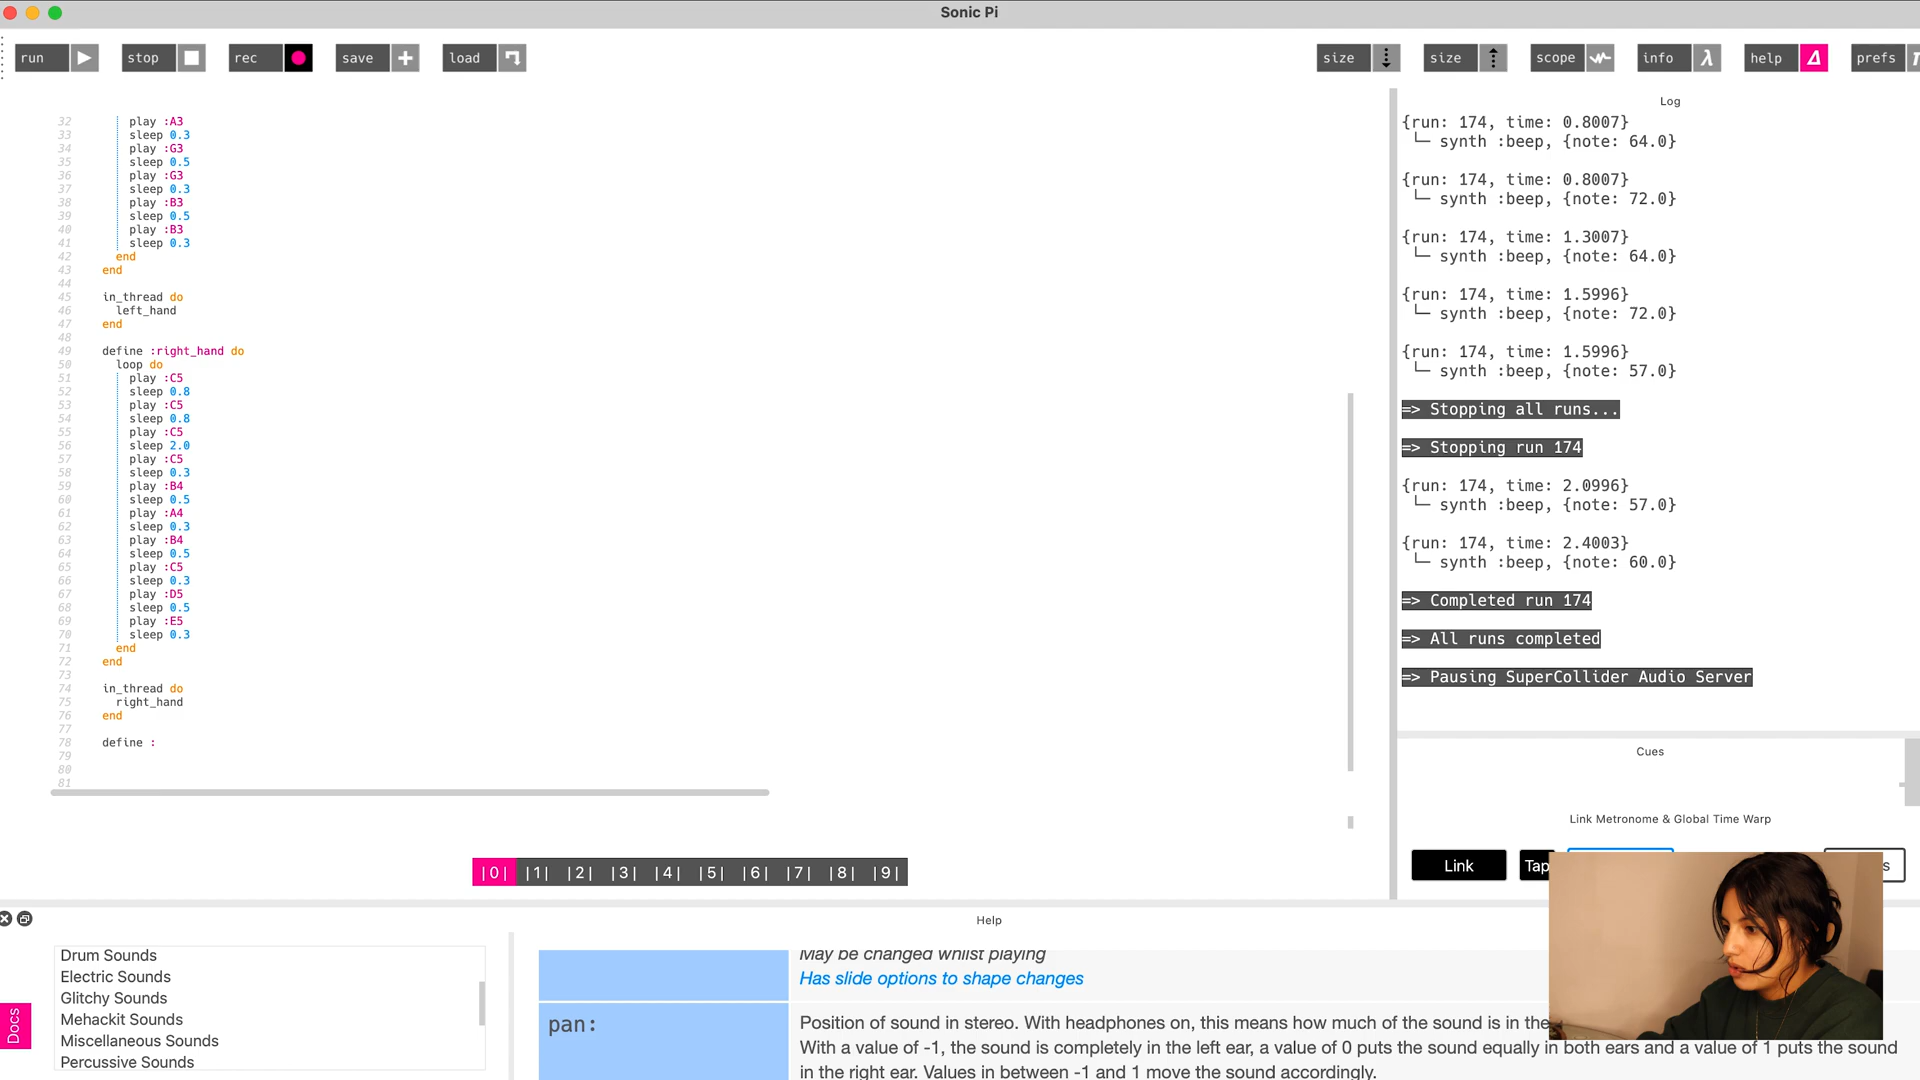 Sonic Pi
run
stop
rec
save
load
size
size
scope
info
help
prefs
32 play :A3
33 sleep 0.3
34 play :G3
35 sleep 0.5
36 play :G3
37 sleep 0.3
38 play :B3
39 sleep 0.5
40 play :B3
41 sleep 0.3
42 end
43 end
44
45 in_thread do
46 left_hand
47 end
48
49 define :right_hand do
50 loop do
51 play :C5
52 sleep 0.8
53 play :C5
54 sleep 0.8
55 play :C5
56 sleep 2.0
57 play :C5
58 sleep 0.3
59 play :B4
60 sleep 0.5
61 play :A4
62 sleep 0.3
63 play :B4
64 sleep 0.5
65 play :C5
66 sleep 0.3
67 play :D5
68 sleep 0.5
69 play :E5
70 sleep 0.3
71 end
72 end
73
74 in_thread do
75 right_hand
76 end
77
78 define :
79
80
81
|0| |1| |2| |3| |4| |5| |6| |7| |8| |9|
Log
{run: 174, time: 0.8007}
└─ synth :beep, {note: 64.0}
{run: 174, time: 0.8007}
└─ synth :beep, {note: 72.0}
{run: 174, time: 1.3007}
└─ synth :beep, {note: 64.0}
{run: 174, time: 1.5996}
└─ synth :beep, {note: 72.0}
{run: 174, time: 1.5996}
└─ synth :beep, {note: 57.0}
=> Stopping all runs...
=> Stopping run 174
{run: 174, time: 2.0996}
└─ synth :beep, {note: 57.0}
{run: 174, time: 2.4003}
└─ synth :beep, {note: 60.0}
=> Completed run 174
=> All runs completed
=> Pausing SuperCollider Audio Server
Cues
Link Metronome & Global Time Warp
Link
Tap
s
Help
Docs
Drum Sounds
Electric Sounds
Glitchy Sounds
Mehackit Sounds
Miscellaneous Sounds
Percussive Sounds
May be changed whilst playing
Has slide options to shape changes
pan:
Position of sound in stereo. With headphones on, this means how much of the sound is in the
With a value of -1, the sound is completely in the left ear, a value of 0 puts the sound equally in both ears and a value of 1 puts the sound
in the right ear. Values in between -1 and 1 move the sound accordingly.